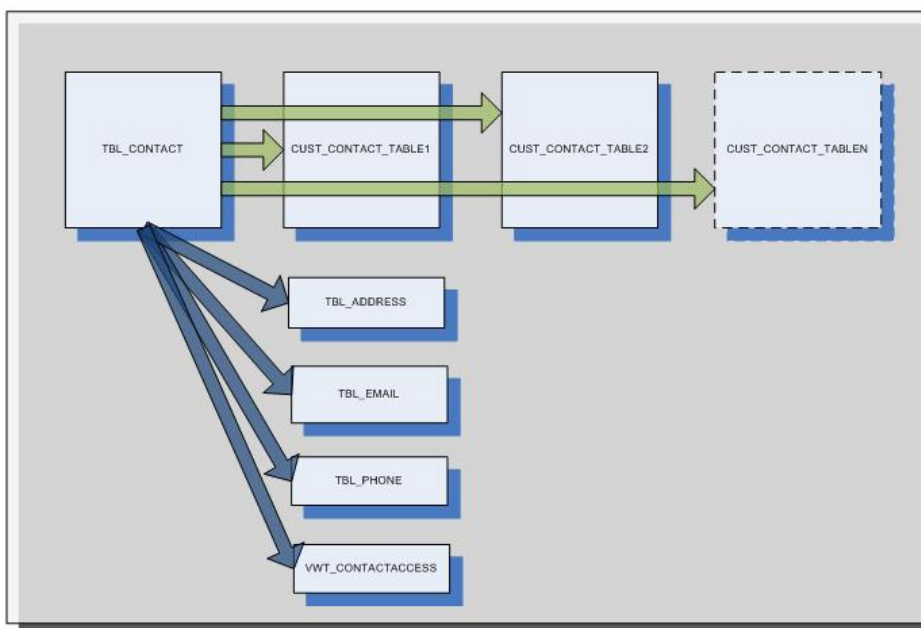 TBL_CONTACT
CUST_CONTACT_TABLE1
CUST_CONTACT_TABLE2
CUST_CONTACT_TABLEN
TBL_ADDRESS
TBL_EMAIL
TBL_PHONE
VWT_CONTACTACCESS